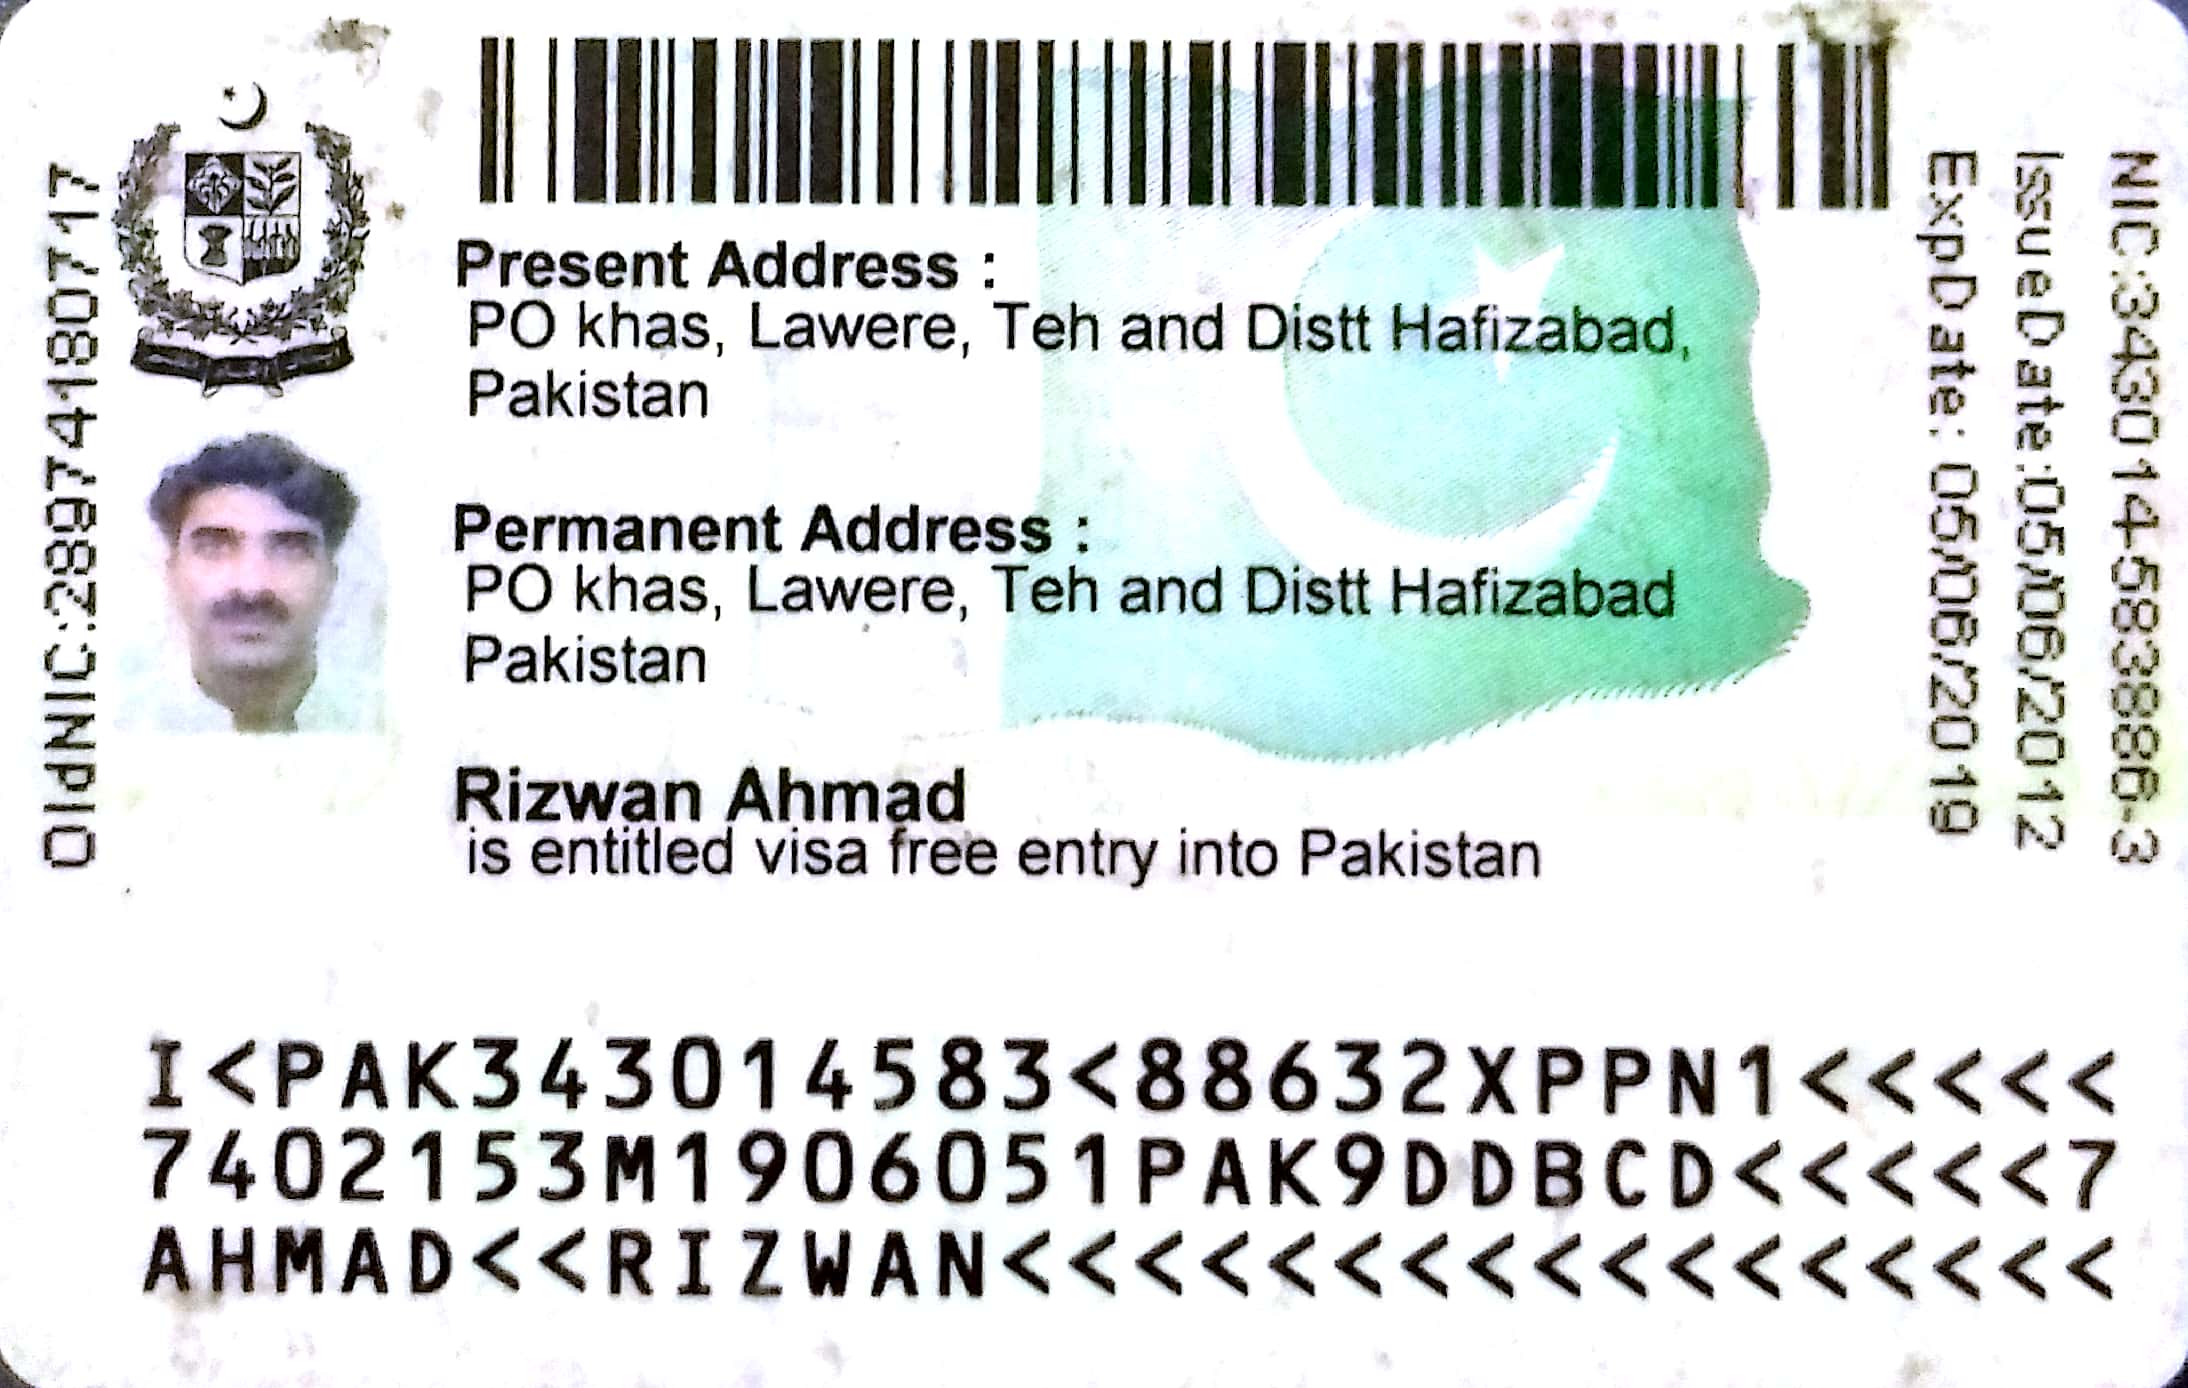 OldNIC:28974180717
Present Address :
PO khas, Lawere, Teh and Distt Hafizabad,
Pakistan
Permanent Address :
PO khas, Lawere, Teh and Distt Hafizabad
Pakistan
Rizwan Ahmad
is entitled visa free entry into Pakistan
NIC:343014-583886-3
IssueDate:05/06/2012
ExpDate: 05/06/2019
I<PAK343014583<88632XPPN1<<<<<
7402153M1906051PAK9DDBCD<<<<<7
AHMAD<<RIZWAN<<<<<<<<<<<<<<<<<